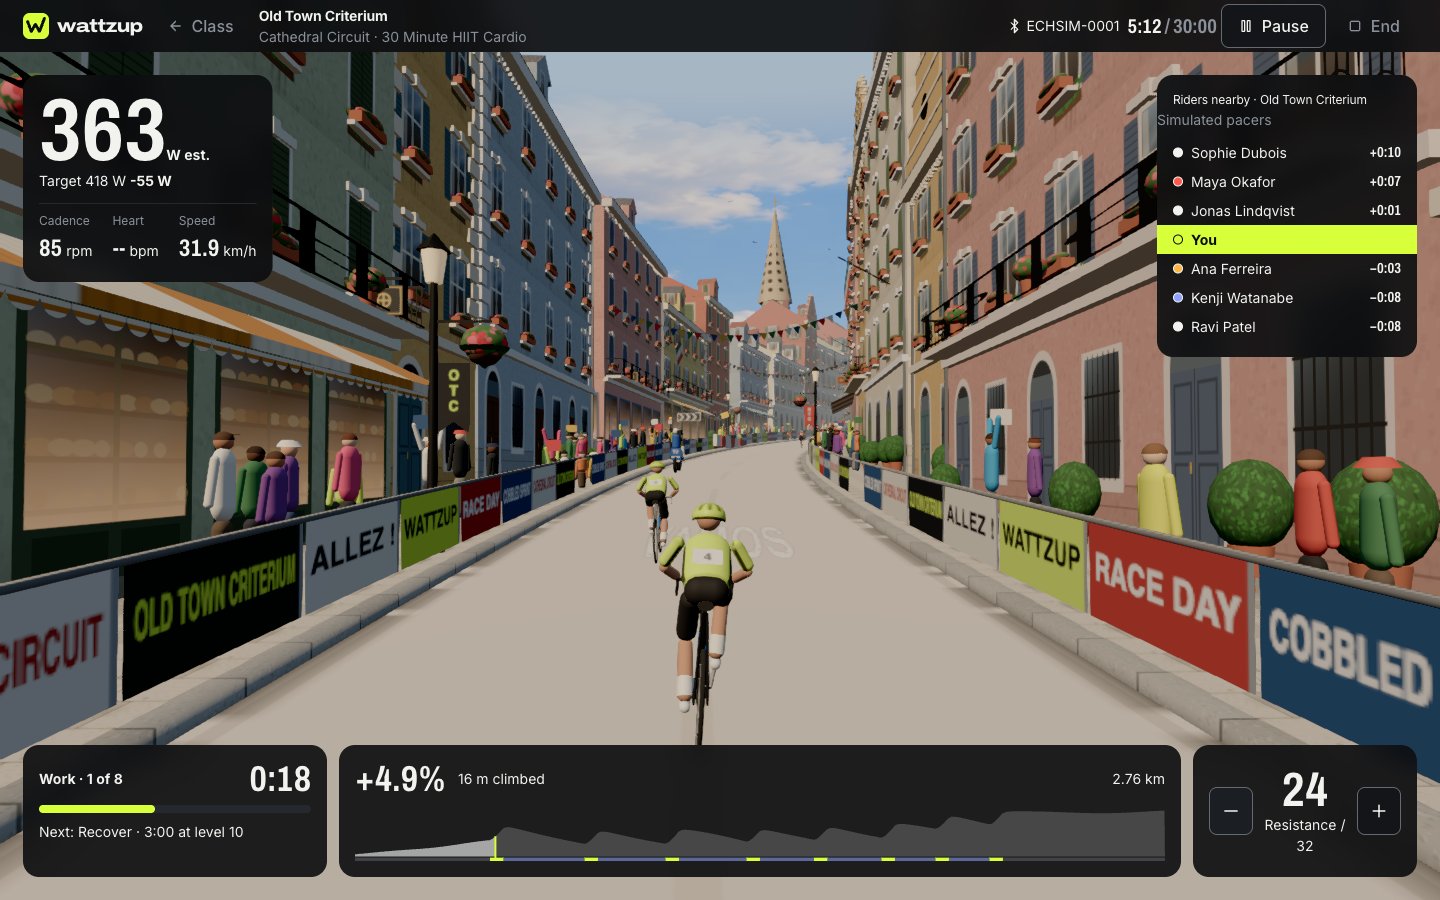 wattzup
Class
Old Town Criterium
Cathedral Circuit · 30 Minute HIIT Cardio
ECHSIM-0001
5:12 / 30:00
Pause
End
363 W est.
Target 418 W -55 W
Cadence Heart Speed
85 rpm -- bpm 31.9 km/h
Riders nearby · Old Town Criterium
Simulated pacers
Sophie Dubois +0:10
Maya Okafor +0:07
Jonas Lindqvist +0:01
You
Ana Ferreira −0:03
Kenji Watanabe −0:08
Ravi Patel −0:08
OTC
CIRCUIT
OLD TOWN CRITERIUM
ALLEZ !
WATTZUP
RACE DAY
COBBLED SPRINT
4
ALLEZ !
WATTZUP
RACE DAY
COBBLED
Work · 1 of 8
0:18
Next: Recover · 3:00 at level 10
+4.9% 16 m climbed
2.76 km
−
24
+
Resistance /
32